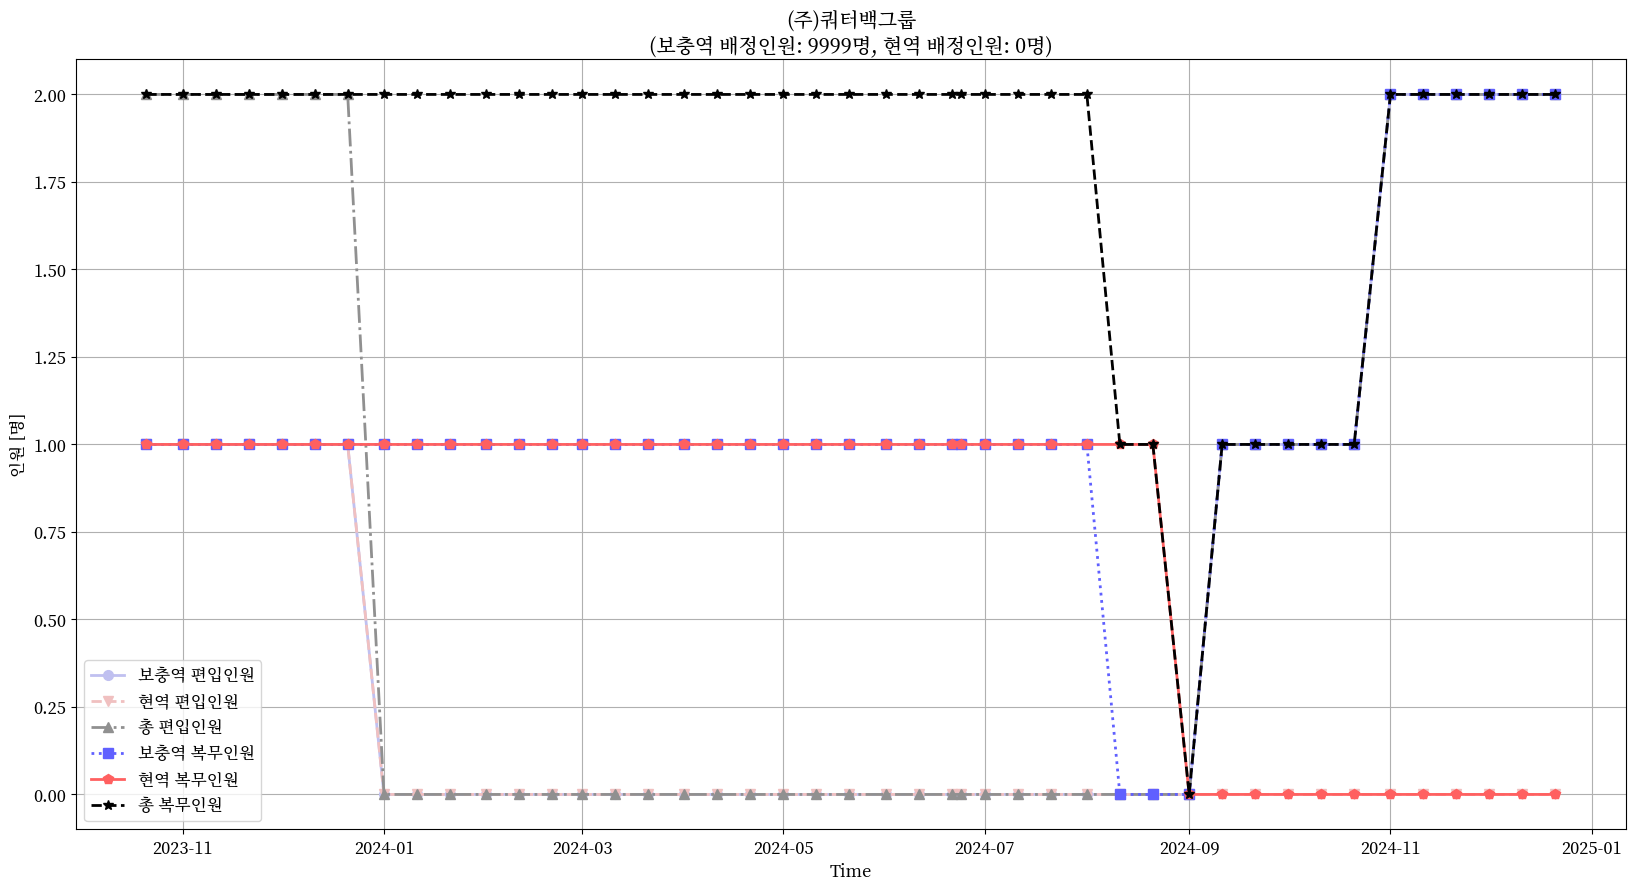 (주)쿼터백그룹
(보충역 배정인원: 9999명, 현역 배정인원: 0명)
인원 [명]
2.00
1.75
1.50
1.25
1.00
0.75
0.50
0.25
0.00
보충역 편입인원
현역 편입인원
총 편입인원
보충역 복무인원
현역 복무인원
총 복무인원
2023-11
2024-01
2024-03
2024-05
2024-07
2024-09
2024-11
2025-01
Time